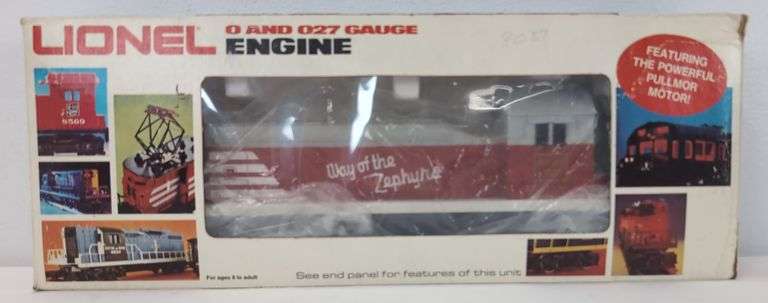 LIONEL
O AND O27 GAUGE
ENGINE
FEATURING
THE POWERFUL
PULLMOR
MOTOR!
8569
Way of the
Zephyrs
For ages 8 to adult
See end panel for features of this unit